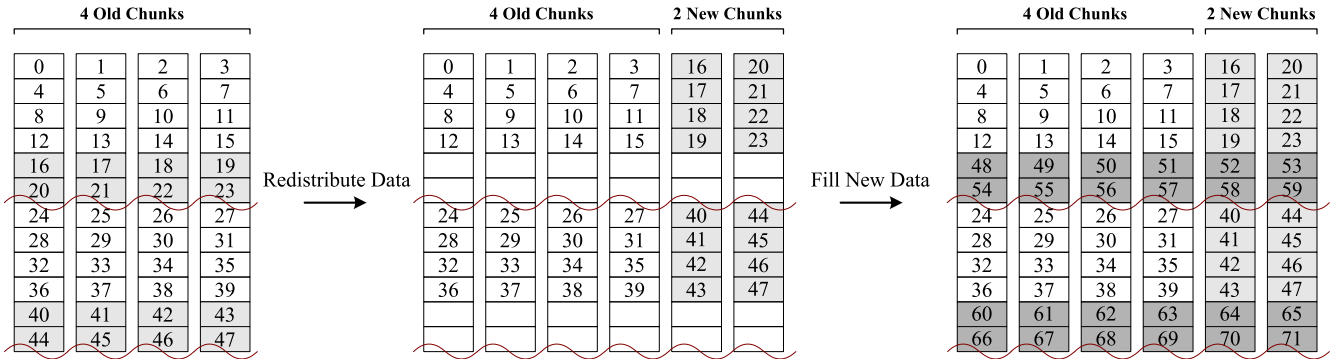 4 Old Chunks
0 1 2 3
4 5 6 7
8 9 10 11
12 13 14 15
16 17 18 19
20 21 22 23
24 25 26 27
28 29 30 31
32 33 34 35
36 37 38 39
40 41 42 43
44 45 46 47
Redistribute Data
4 Old Chunks 2 New Chunks
0 1 2 3 16 20
4 5 6 7 17 21
8 9 10 11 18 22
12 13 14 15 19 23
24 25 26 27 40 44
28 29 30 31 41 45
32 33 34 35 42 46
36 37 38 39 43 47
Fill New Data
4 Old Chunks 2 New Chunks
0 1 2 3 16 20
4 5 6 7 17 21
8 9 10 11 18 22
12 13 14 15 19 23
48 49 50 51 52 53
54 55 56 57 58 59
24 25 26 27 40 44
28 29 30 31 41 45
32 33 34 35 42 46
36 37 38 39 43 47
60 61 62 63 64 65
66 67 68 69 70 71